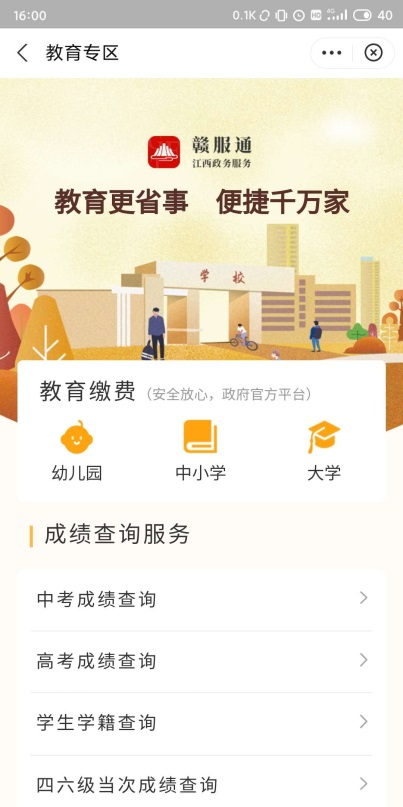 16:00
0.1K
HD
4G
40
教育专区
赣服通
江西政务服务
教育更省事 便捷千万家
学校
教育缴费（安全放心，政府官方平台）
幼儿园
中小学
大学
成绩查询服务
中考成绩查询
高考成绩查询
学生学籍查询
四六级当次成绩查询